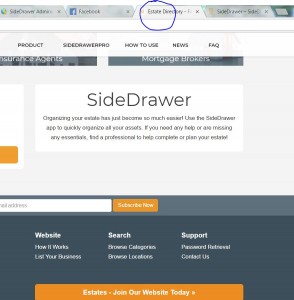 SideDrawer Admin
Facebook
Estate Directory - F
SideDrawer – Side
PRODUCT SIDEDRAWERPRO HOW TO USE NEWS FAQ
nsurance Agents
Mortgage Brokers
SideDrawer
Organizing your estate has just become so much easier! Use the SideDrawer
app to quickly organize all your assets. If you need any help or are missing
any essentials, find a professional to help complete or plan your estate!
ail address
Subscribe Now
Website Search Support
How It Works Browse Categories Password Retrieval
List Your Business Browse Locations Contact Us
Estates - Join Our Website Today »